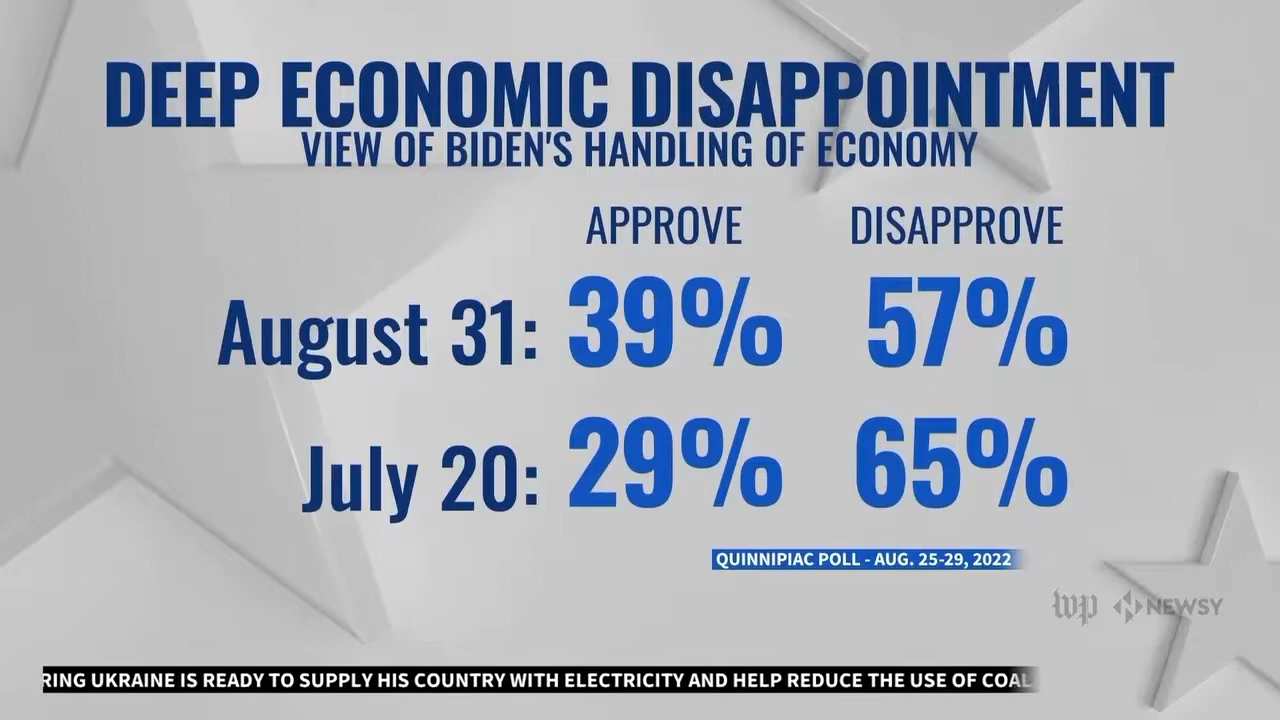 DEEP ECONOMIC DISAPPOINTMENT
VIEW OF BIDEN'S HANDLING OF ECONOMY
APPROVE DISAPPROVE
August 31: 39% 57%
July 20: 29% 65%
QUINNIPIAC POLL - AUG. 25-29, 2022
wp NEWSY
RING UKRAINE IS READY TO SUPPLY HIS COUNTRY WITH ELECTRICITY AND HELP REDUCE THE USE OF COAL